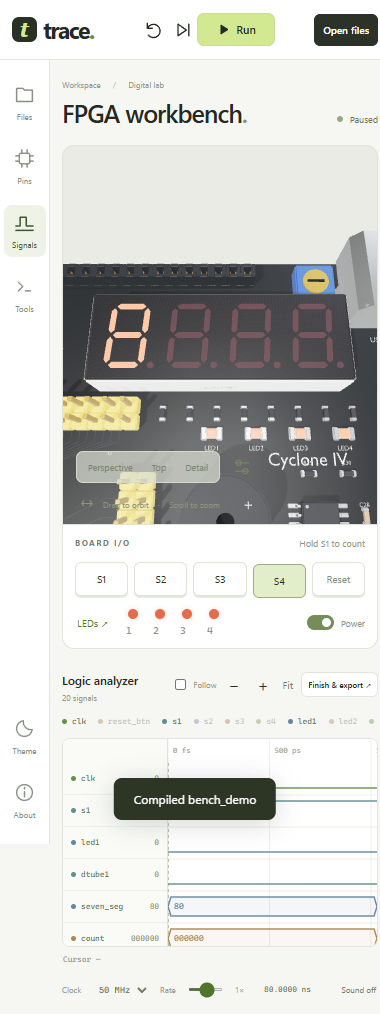 t trace.
Run
Open files
Files
Pins
Signals
Tools
Theme
About
Workspace / Digital lab
FPGA workbench.
Paused
LED1 LED2 LED3 LED4
Cyclone IV
Perspective Top Detail
Drag to orbit · Scroll to zoom
BOARD I/O
Hold S1 to count
S1 S2 S3 S4 Reset
LEDs ↗
1 2 3 4
Power
Logic analyzer
20 signals
Follow − + Fit Finish & export ↗
clk reset_btn s1 s2 s3 s4 led1 led2
0 fs 500 ps
clk
s1
Compiled bench_demo
led1 0
dtube1 0
seven_seg 80 80
count 000000 000000
Cursor —
Clock 50 MHz Rate 1× 80.0000 ns Sound off